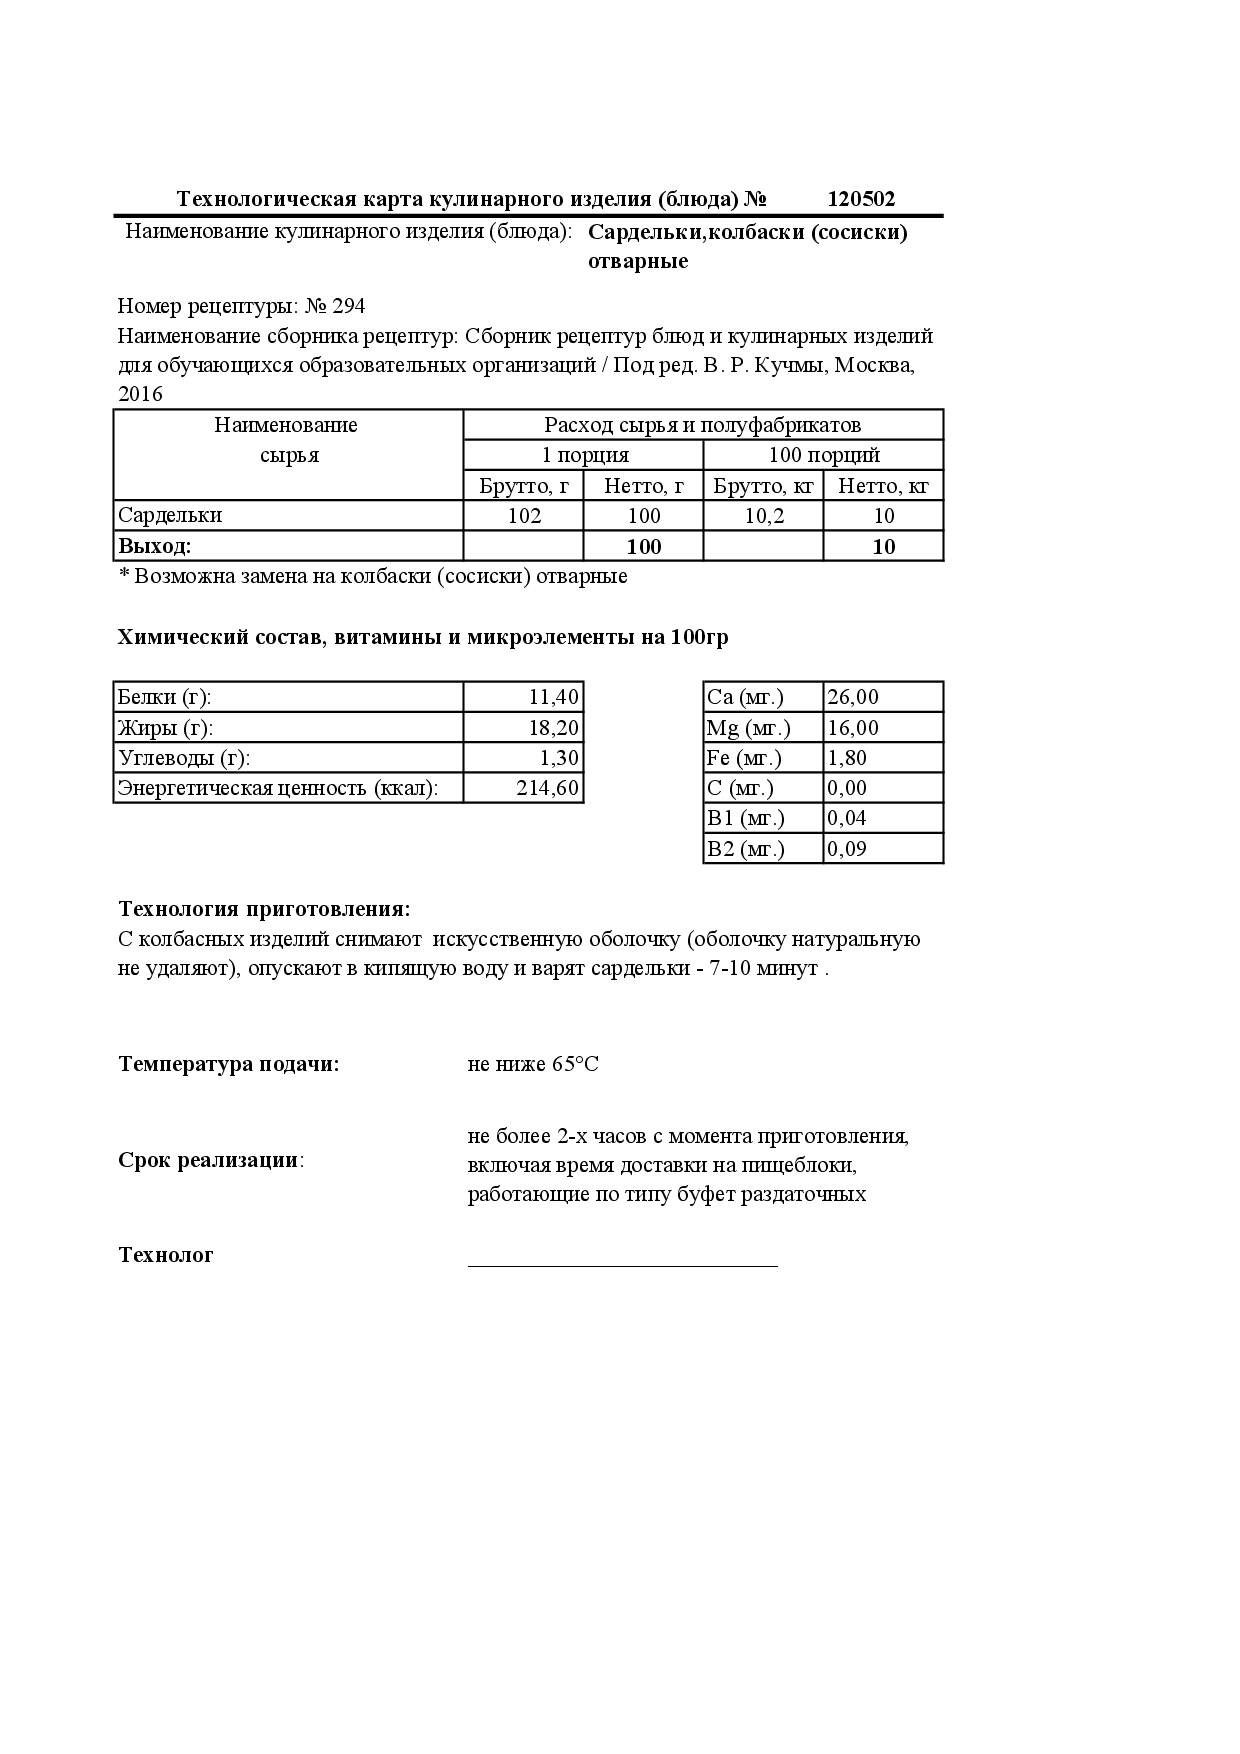 Технологическая карта кулинарного изделия (блюда) № 120502
Наименование кулинарного изделия (блюда): Сардельки,колбаски (сосиски)
отварные
Номер рецептуры: № 294
Наименование сборника рецептур: Сборник рецептур блюд и кулинарных изделий
для обучающихся образовательных организаций / Под ред. В. Р. Кучмы, Москва,
2016
Наименование Расход сырья и полуфабрикатов
сырья 1 порция 100 порций
Брутто, г Нетто, г Брутто, кг Нетто, кг
Сардельки 102 100 10,2 10
Выход: 100 10
* Возможна замена на колбаски (сосиски) отварные
Химический состав, витамины и микроэлементы на 100гр
Белки (г): 11,40 Ca (мг.) 26,00
Жиры (г): 18,20 Mg (мг.) 16,00
Углеводы (г): 1,30 Fe (мг.) 1,80
Энергетическая ценность (ккал): 214,60 C (мг.) 0,00
B1 (мг.) 0,04
B2 (мг.) 0,09
Технология приготовления:
С колбасных изделий снимают искусственную оболочку (оболочку натуральную
не удаляют), опускают в кипящую воду и варят сардельки - 7-10 минут .
Температура подачи: не ниже 65°С
не более 2-х часов с момента приготовления,
Срок реализации: включая время доставки на пищеблоки,
работающие по типу буфет раздаточных
Технолог